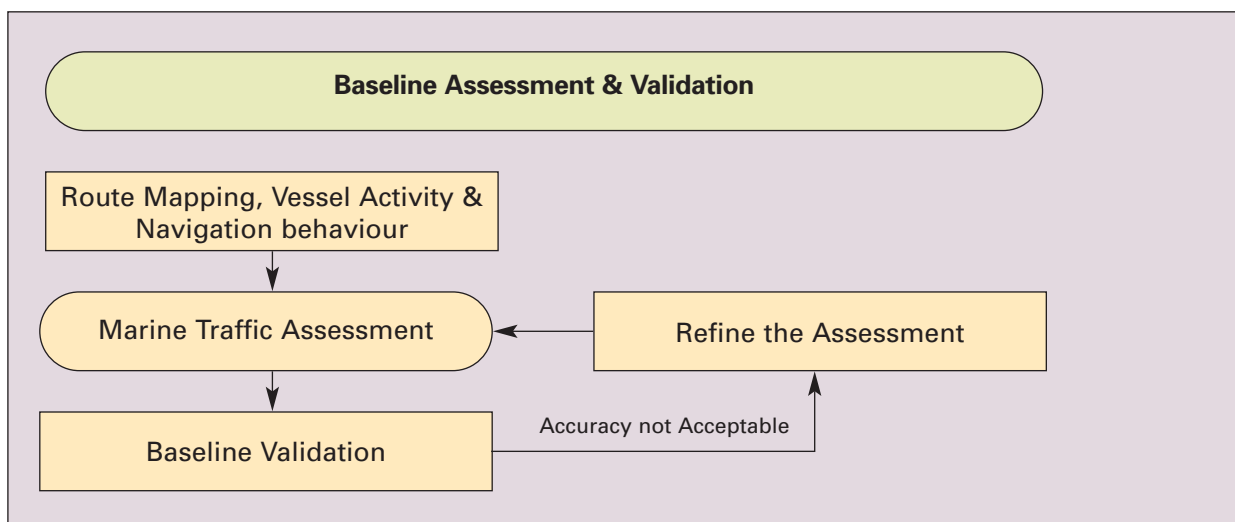 Baseline Assessment & Validation
Route Mapping, Vessel Activity &
Navigation behaviour
Marine Traffic Assessment
Refine the Assessment
Accuracy not Acceptable
Baseline Validation